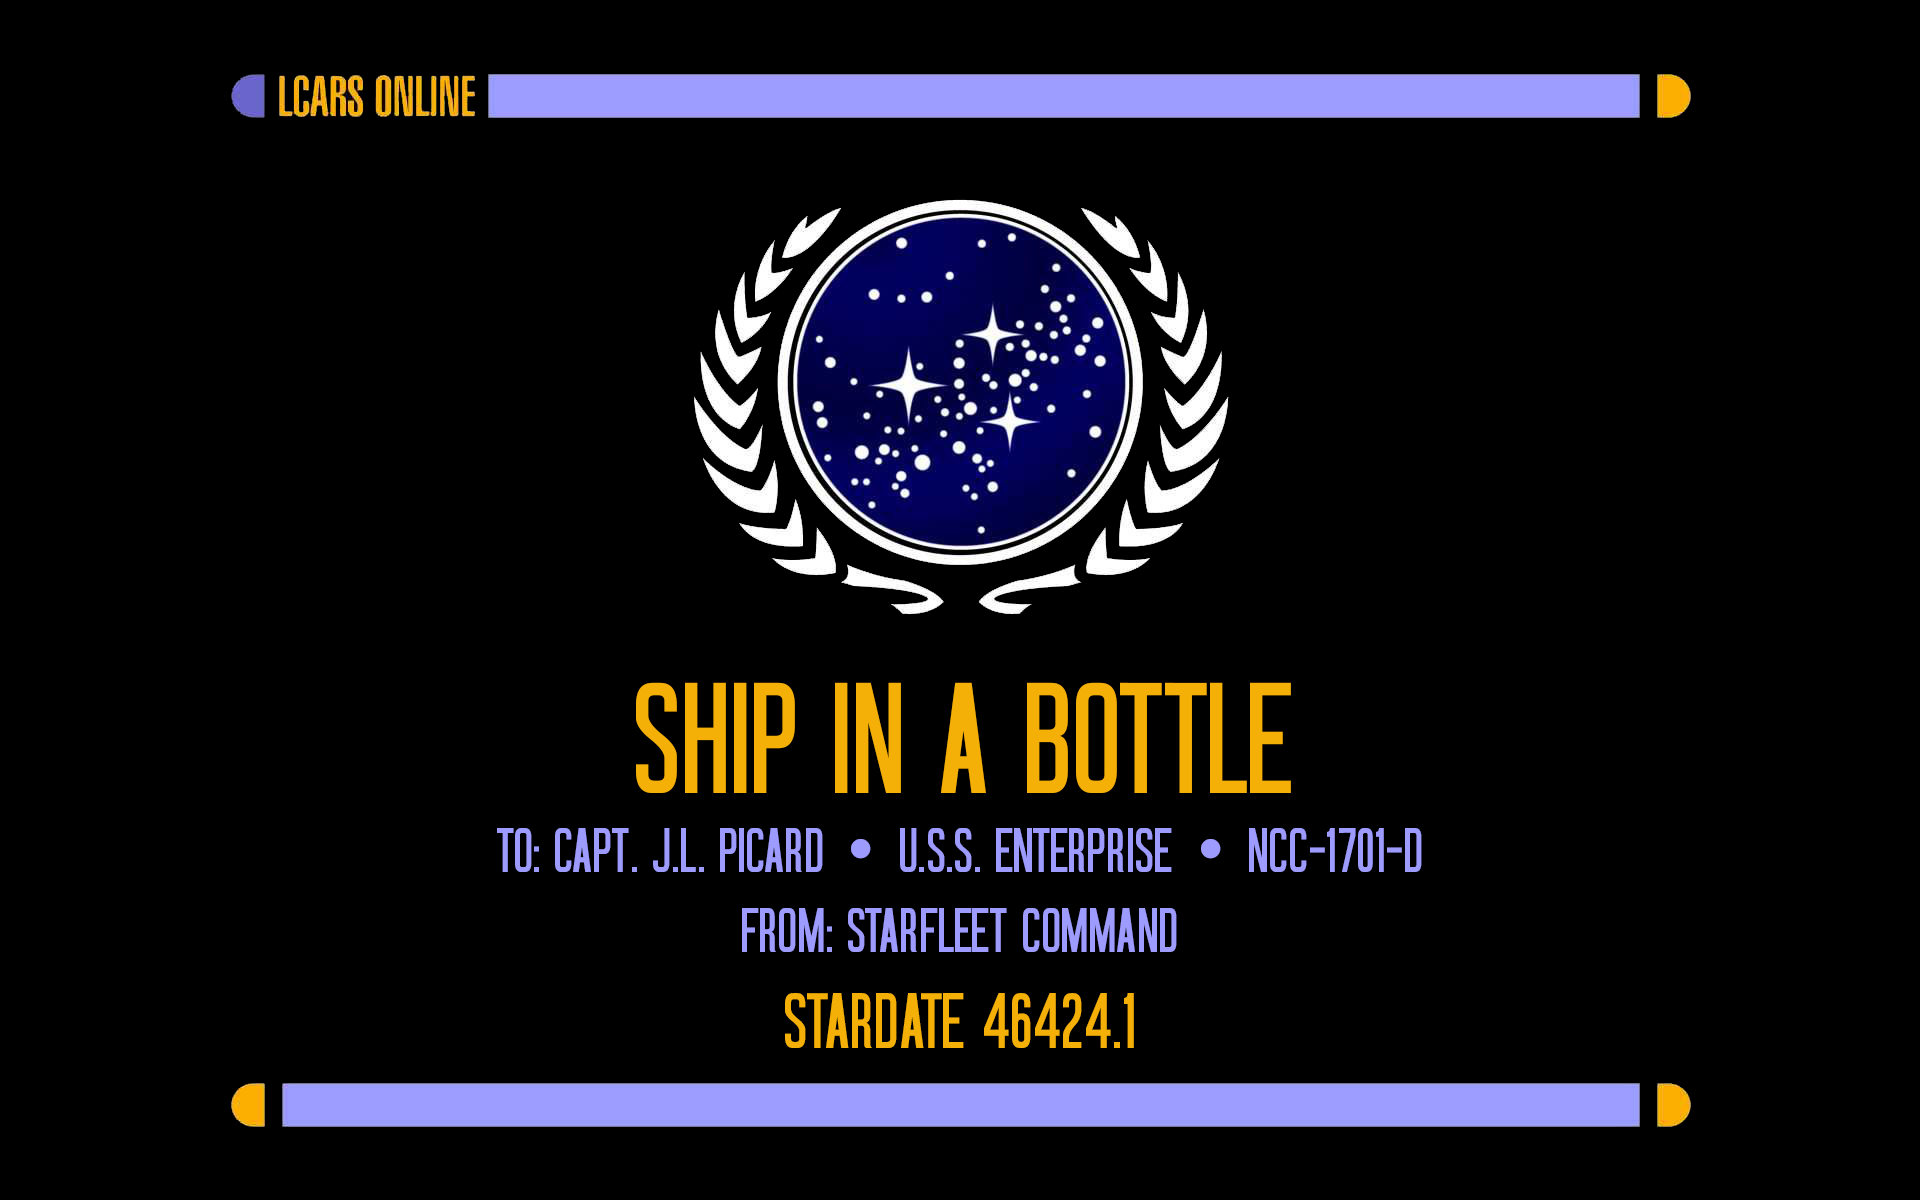 LCARS ONLINE
SHIP IN A BOTTLE
TO: CAPT. J.L. PICARD • U.S.S. ENTERPRISE • NCC-1701-D
FROM: STARFLEET COMMAND
STARDATE 46424.1